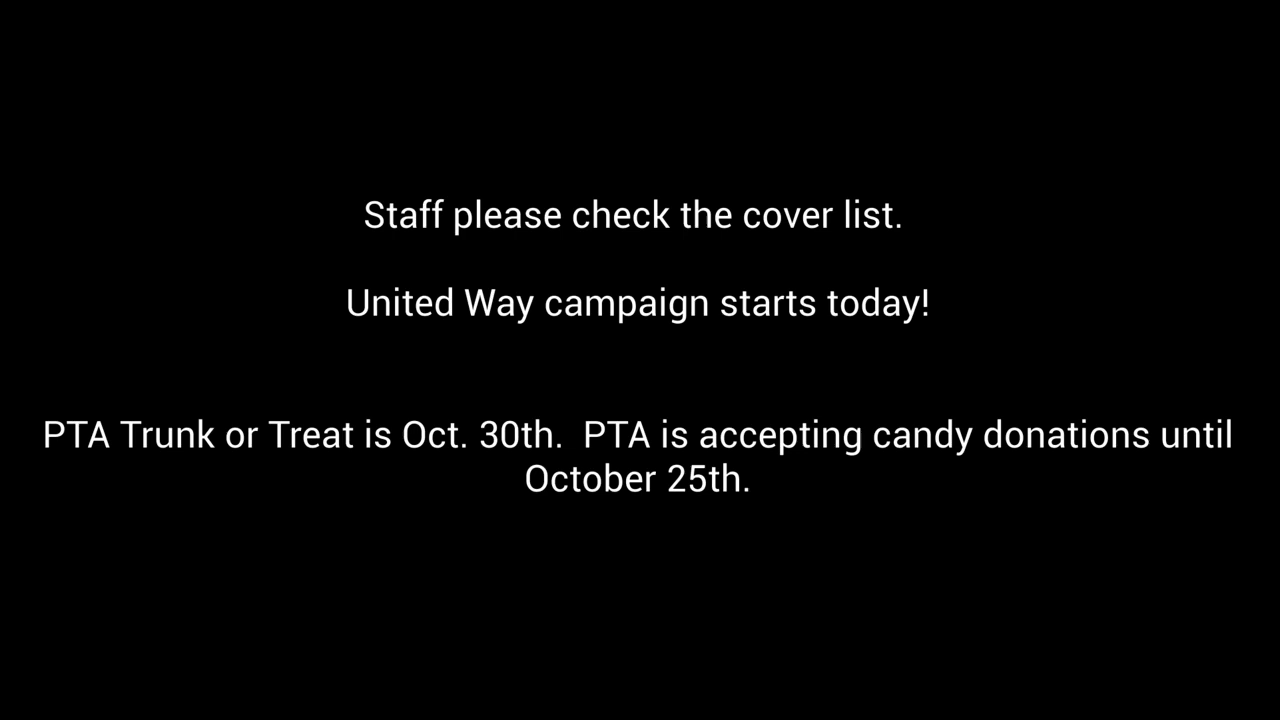 Staff please check the cover list.
United Way campaign starts today!
PTA Trunk or Treat is Oct. 30th.  PTA is accepting candy donations until
October 25th.